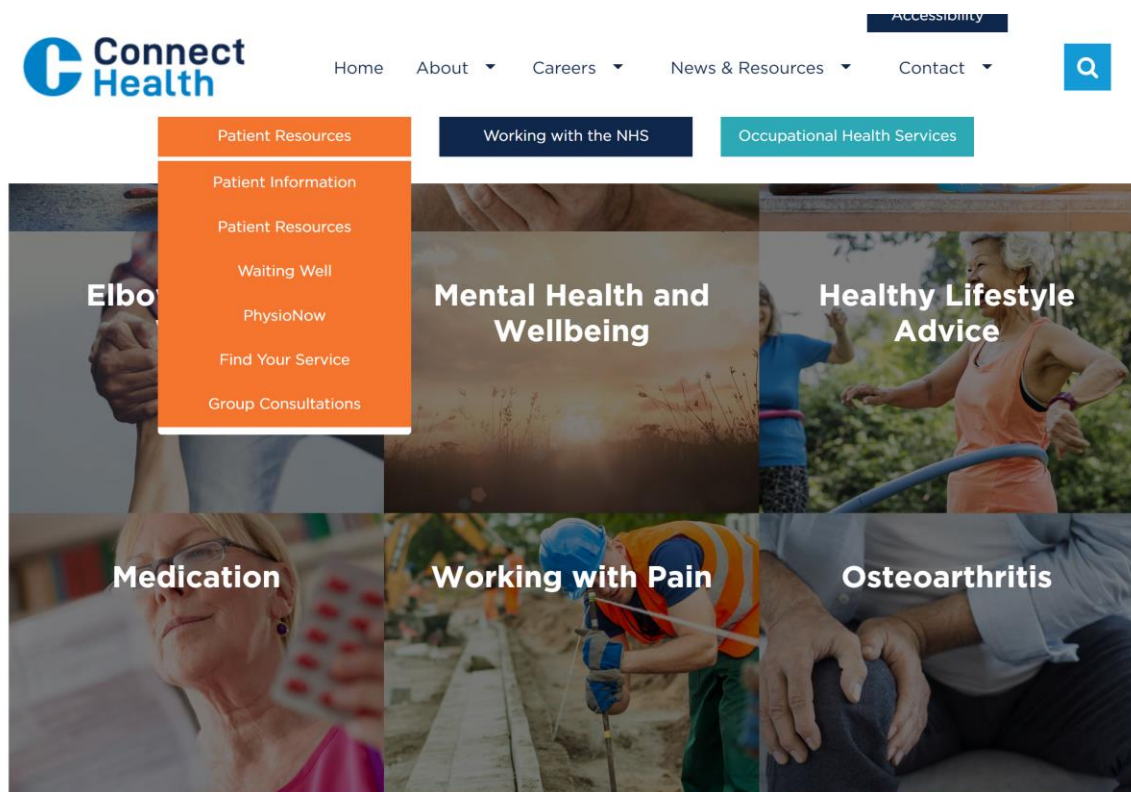 Accessibility
Connect
Health
Home About Careers News & Resources Contact
Patient Resources Working with the NHS Occupational Health Services
Patient Information
Patient Resources
Waiting Well
PhysioNow
Find Your Service
Group Consultations
Mental Health and
Wellbeing
Healthy Lifestyle
Advice
Medication
Working with Pain
Osteoarthritis